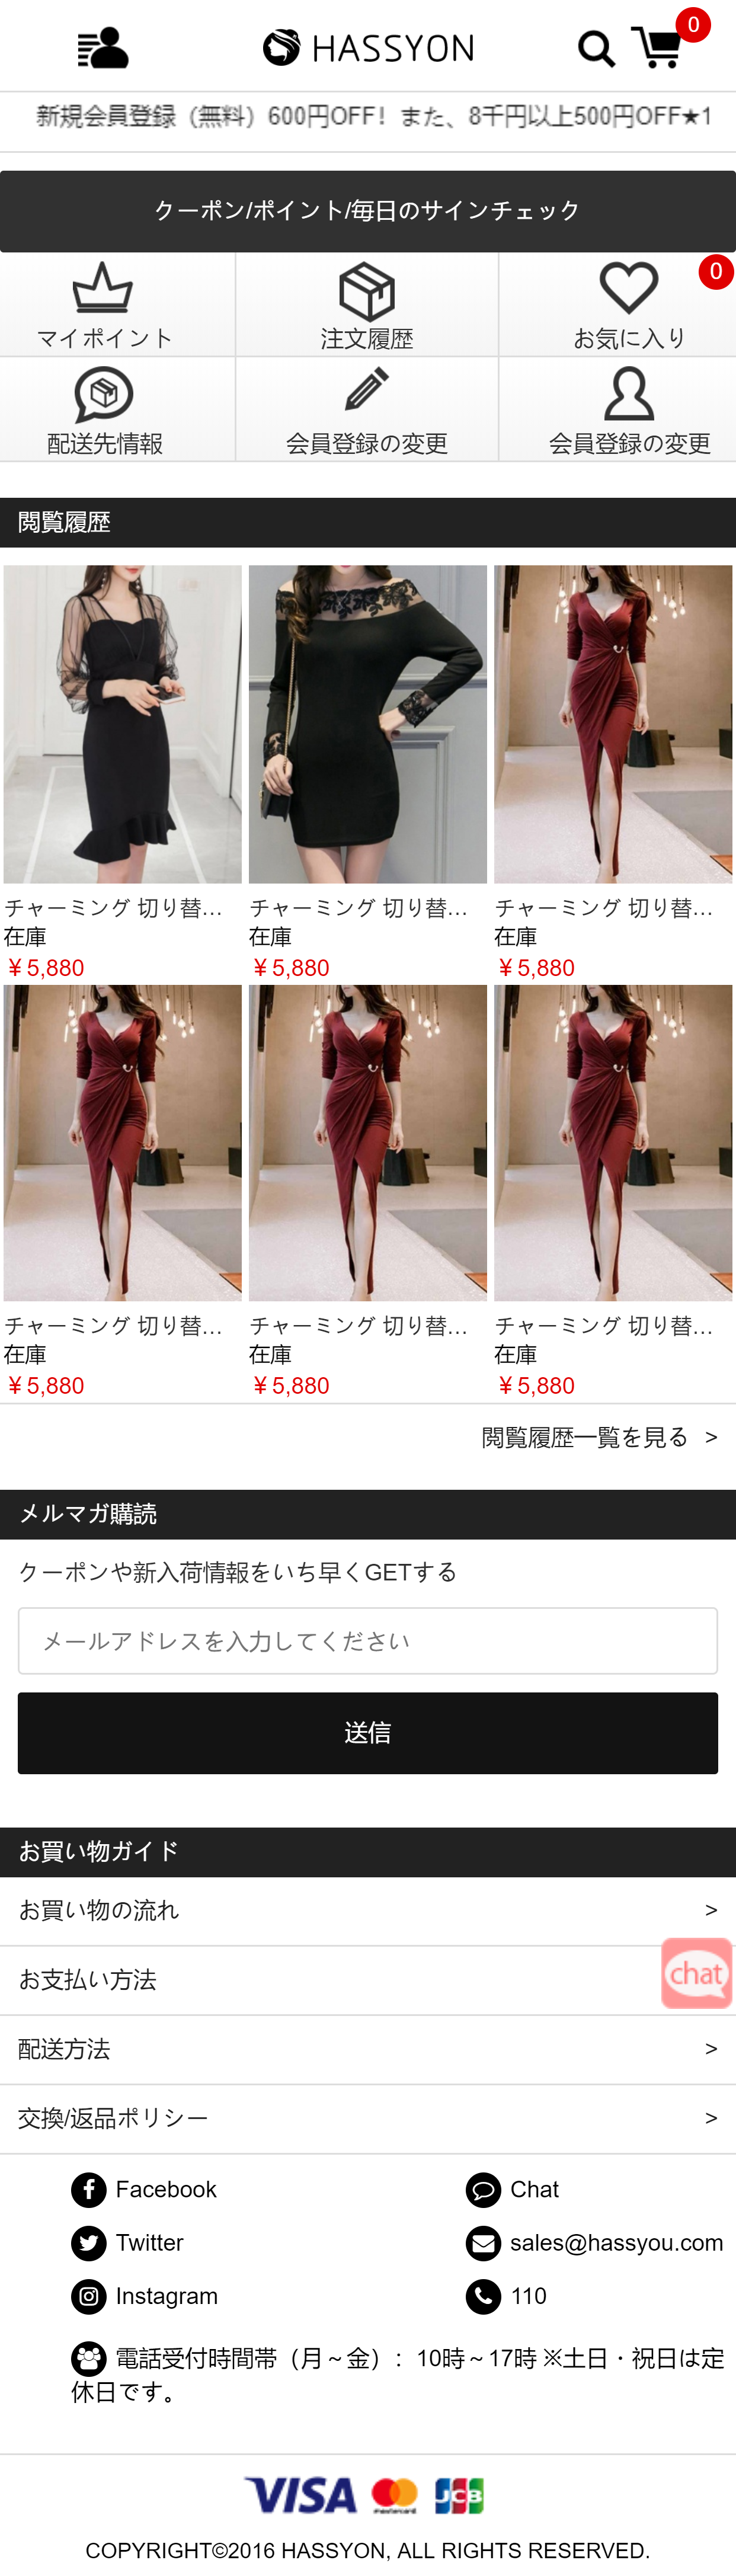 HASSYON
0
新規会員登録（無料）600円OFF！また、8千円以上500円OFF★1
クーポン/ポイント/毎日のサインチェック
マイポイント
注文履歴
お気に入り
0
配送先情報
会員登録の変更
会員登録の変更
閲覧履歴
チャーミング 切り替...
在庫
￥5,880
チャーミング 切り替...
在庫
￥5,880
チャーミング 切り替...
在庫
￥5,880
チャーミング 切り替...
在庫
￥5,880
チャーミング 切り替...
在庫
￥5,880
チャーミング 切り替...
在庫
￥5,880
閲覧履歴一覧を見る >
メルマガ購読
クーポンや新入荷情報をいち早くGETする
メールアドレスを入力してください
送信
お買い物ガイド
お買い物の流れ >
お支払い方法
chat
配送方法 >
交換/返品ポリシー >
Facebook
Chat
Twitter
sales@hassyou.com
Instagram
110
電話受付時間帯（月～金）：10時～17時 ※土日・祝日は定
休日です。
VISA mastercard JCB
COPYRIGHT©2016 HASSYON, ALL RIGHTS RESERVED.